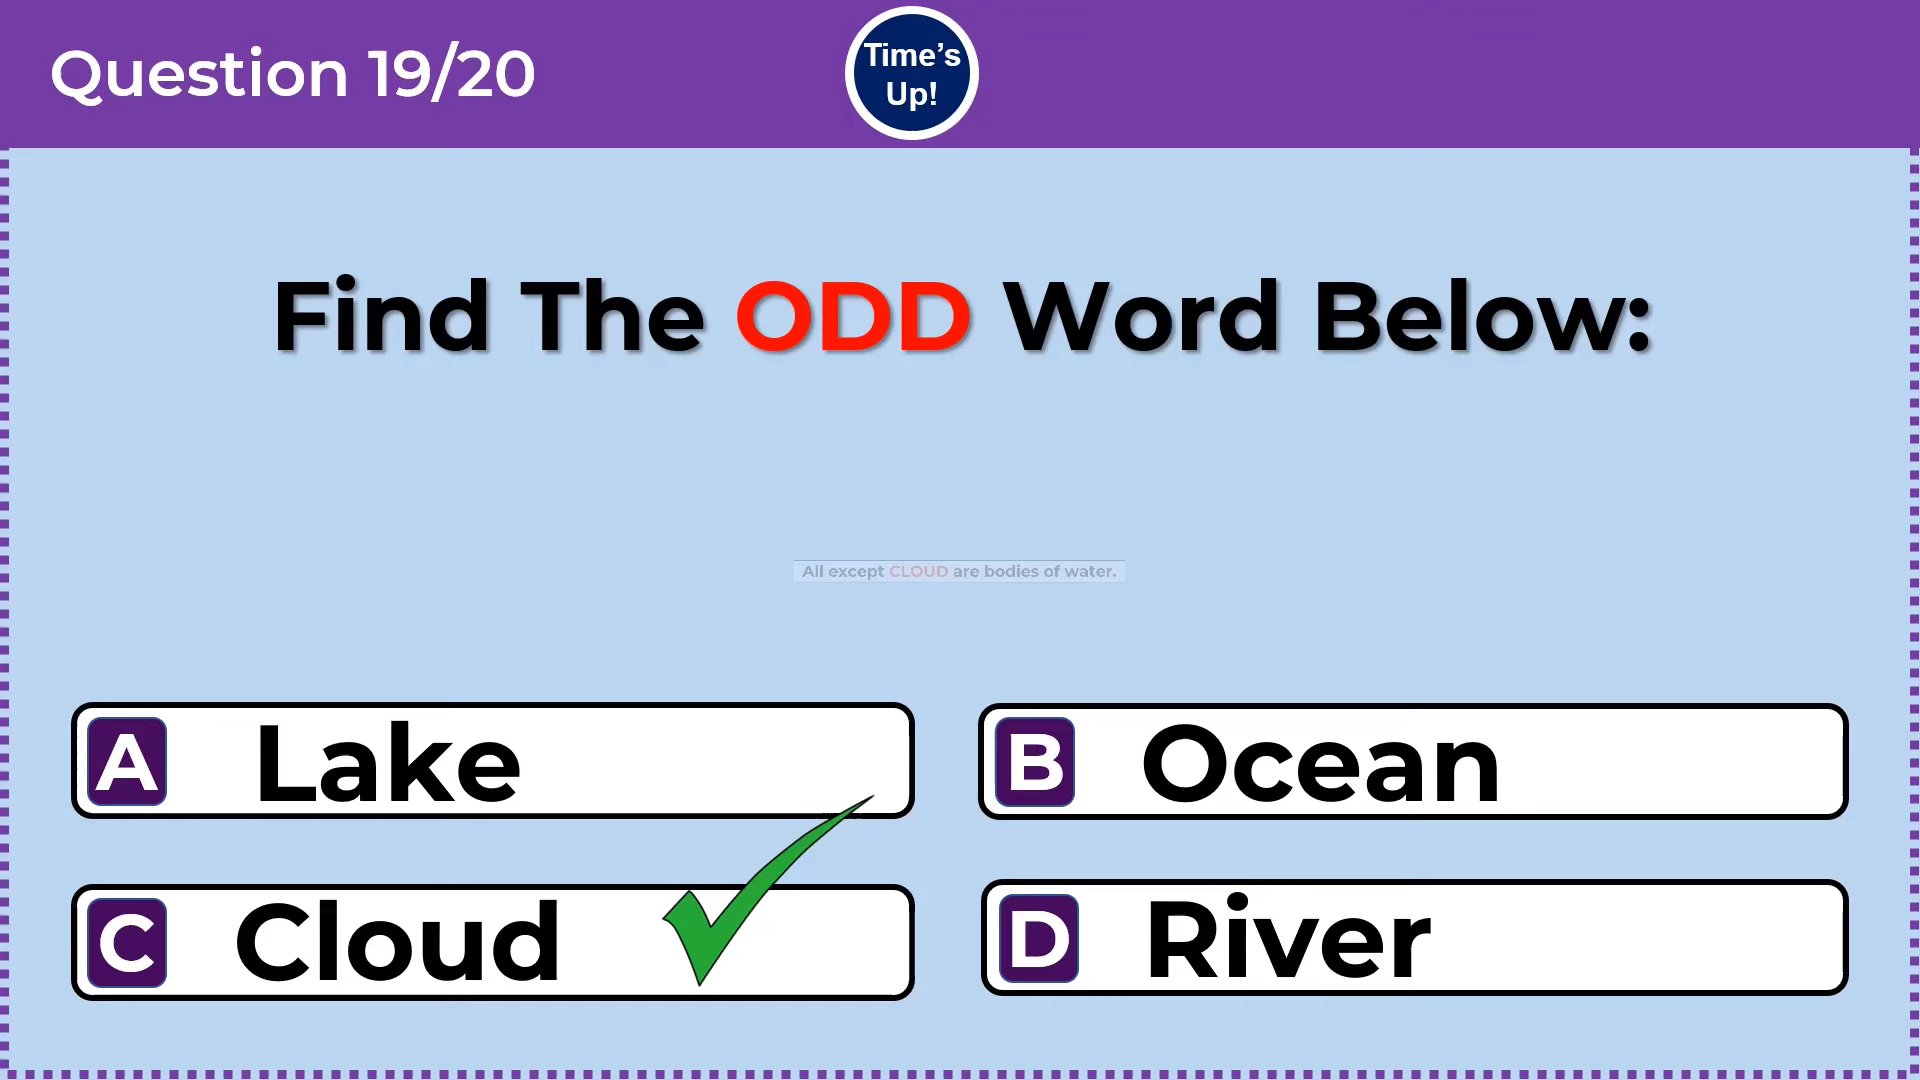 Question 19/20
Time's
Up!
Find The ODD Word Below:
All except CLOUD are bodies of water.
A Lake
B Ocean
C Cloud
D River